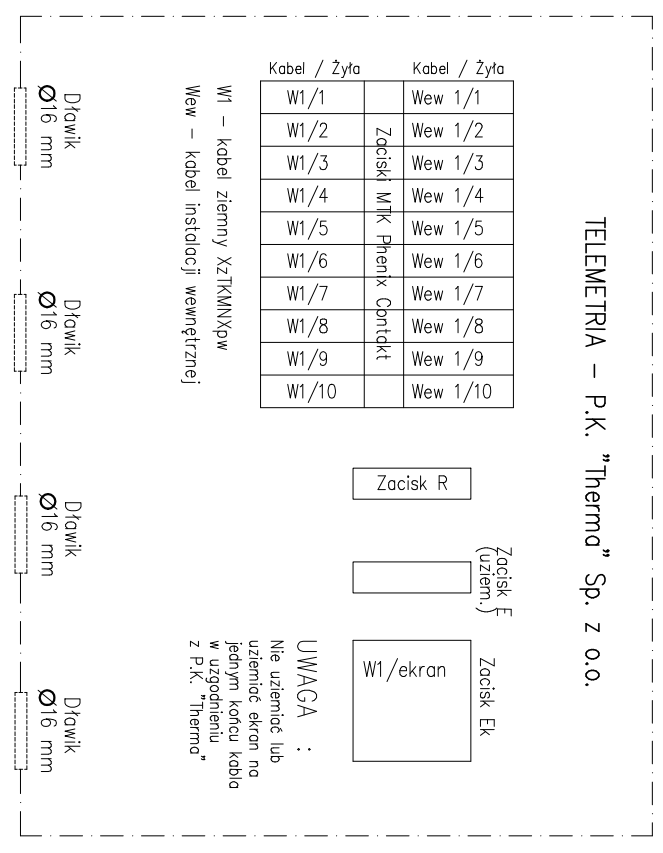 TELEMETRIA – P.K. "Therma" Sp. z o.o.
Kabel / Żyła Kabel / Żyła
W1/1 Wew 1/1
W1/2 Wew 1/2
W1/3 Wew 1/3
W1/4 Wew 1/4
W1/5 Wew 1/5
W1/6 Wew 1/6
W1/7 Wew 1/7
W1/8 Wew 1/8
W1/9 Wew 1/9
W1/10 Wew 1/10
Zaciski MTK Phenix Contakt
W1 – kabel ziemny XzTKMNXpw
Wew – kabel instalacji wewnętrznej
Zacisk R
Zacisk E
(uziem.)
Zacisk Ek
W1/ekran
UWAGA :
Nie uziemiać lub
uziemiać ekran na
jednym końcu kabla
w uzgodnieniu
z P.K. "Therma"
Dławik
Ø16 mm
Dławik
Ø16 mm
Dławik
Ø16 mm
Dławik
Ø16 mm